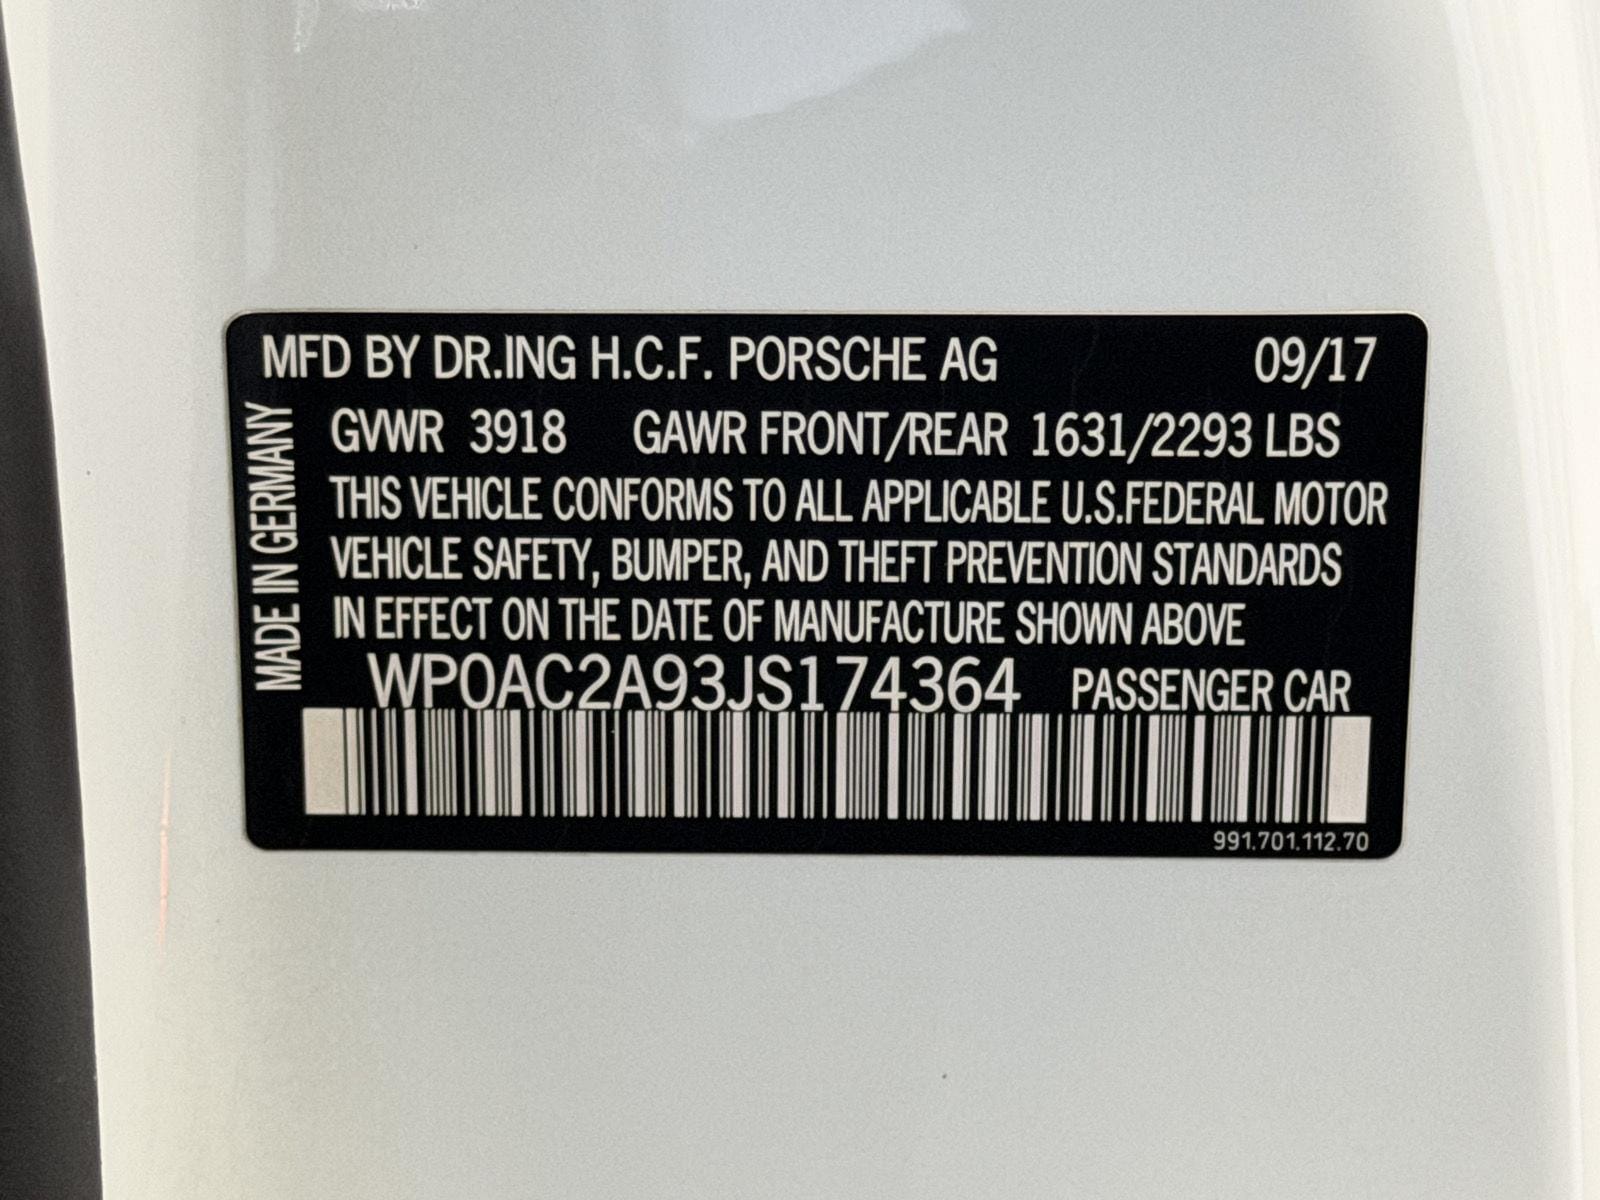 MFD BY DR.ING H.C.F. PORSCHE AG 09/17
GVWR 3918 GAWR FRONT/REAR 1631/2293 LBS
THIS VEHICLE CONFORMS TO ALL APPLICABLE U.S.FEDERAL MOTOR
VEHICLE SAFETY, BUMPER, AND THEFT PREVENTION STANDARDS
IN EFFECT ON THE DATE OF MANUFACTURE SHOWN ABOVE
WP0AC2A93JS174364 PASSENGER CAR
991.701.112.70
MADE IN GERMANY